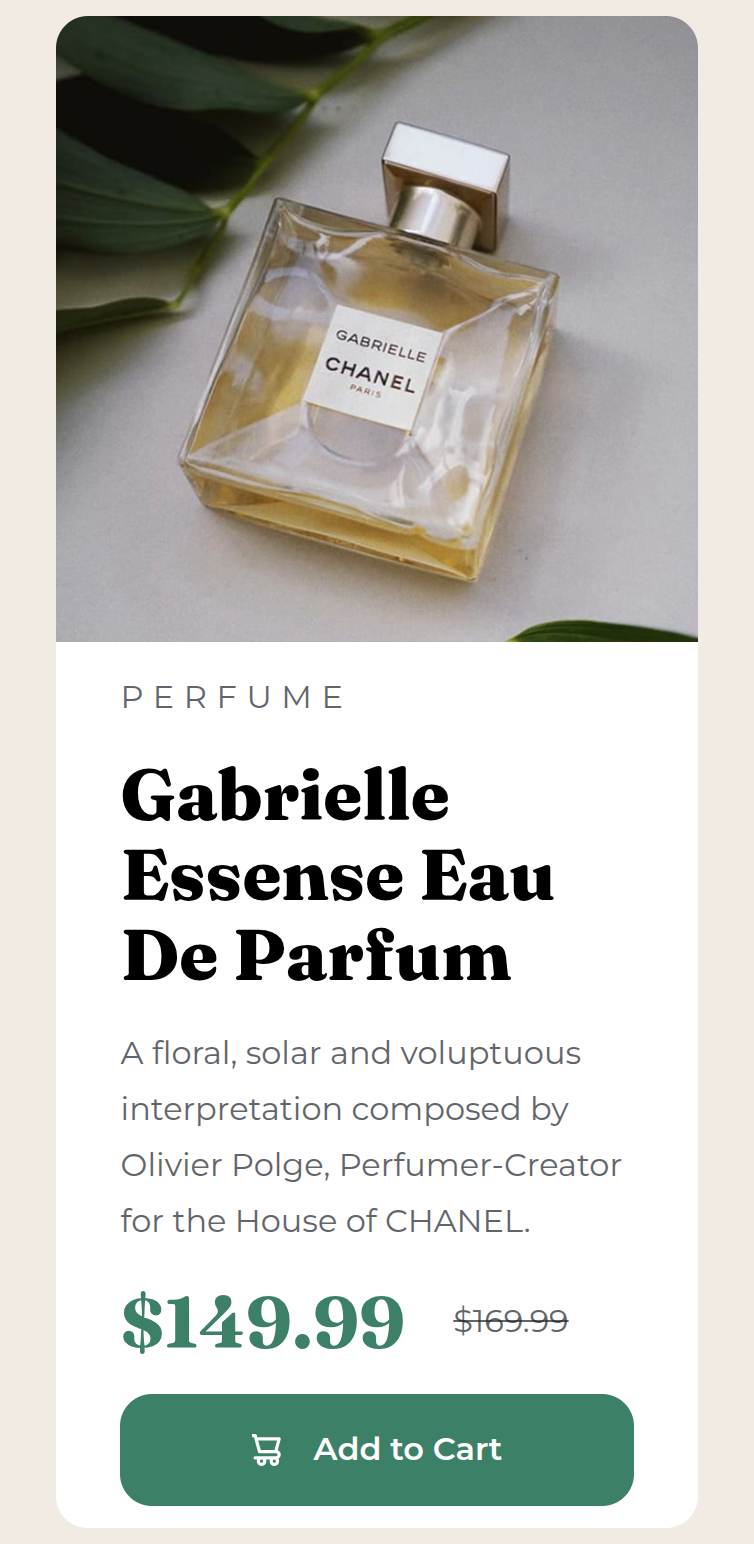 GABRIELLE
CHANEL
PARIS
PERFUME
Gabrielle
Essense Eau
De Parfum
A floral, solar and voluptuous
interpretation composed by
Olivier Polge, Perfumer-Creator
for the House of CHANEL.
$149.99 $169.99
Add to Cart